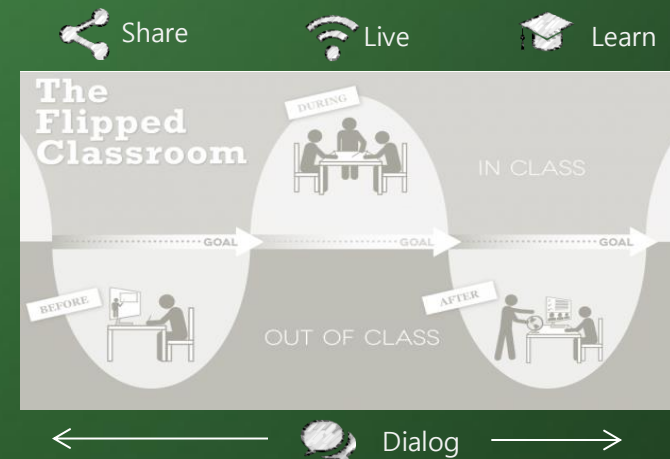 Share
Live
Learn
The
Flipped
Classroom
DURING
IN CLASS
GOAL
GOAL
GOAL
BEFORE
AFTER
OUT OF CLASS
Dialog